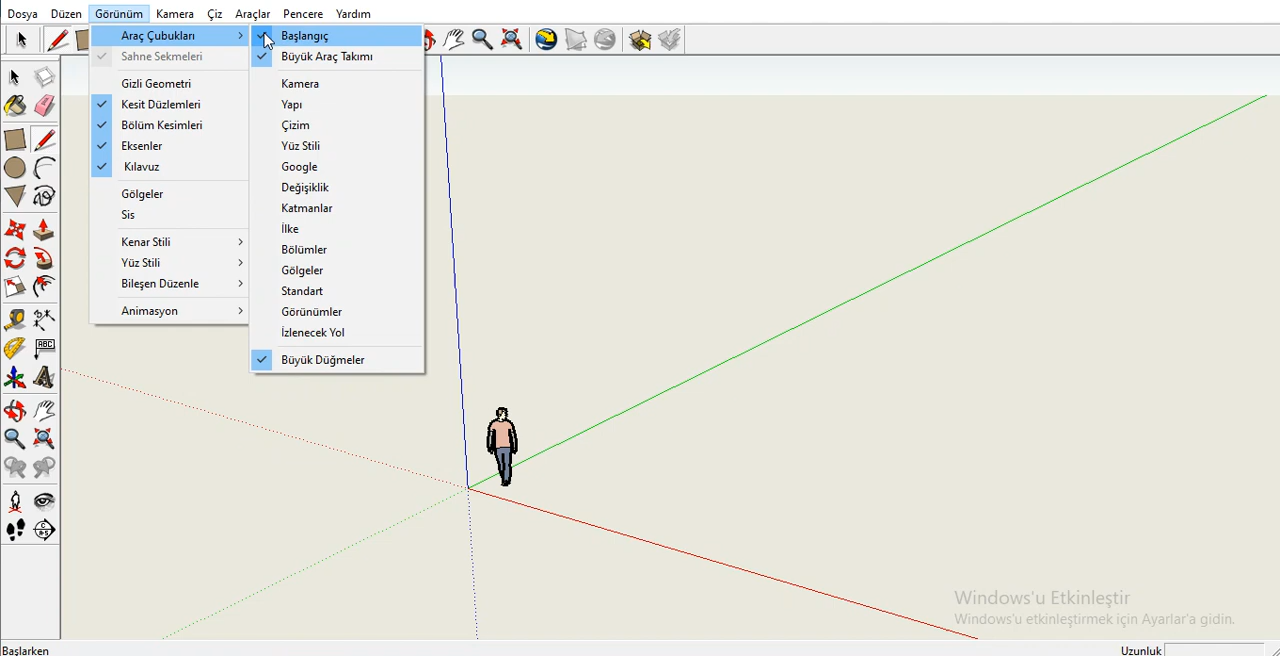 Dosya Düzen Görünüm Kamera Çiz Araçlar Pencere Yardım
Araç Çubukları
Sahne Sekmeleri
Gizli Geometri
Kesit Düzlemleri
Bölüm Kesimleri
Eksenler
Kılavuz
Gölgeler
Sis
Kenar Stili
Yüz Stili
Bileşen Düzenle
Animasyon
Başlangıç
Büyük Araç Takımı
Kamera
Yapı
Çizim
Yüz Stili
Google
Değişiklik
Katmanlar
İlke
Bölümler
Gölgeler
Standart
Görünümler
İzlenecek Yol
Büyük Düğmeler
ABC
Windows'u Etkinleştir
Windows'u etkinleştirmek için Ayarlar'a gidin.
Başlarken
Uzunluk